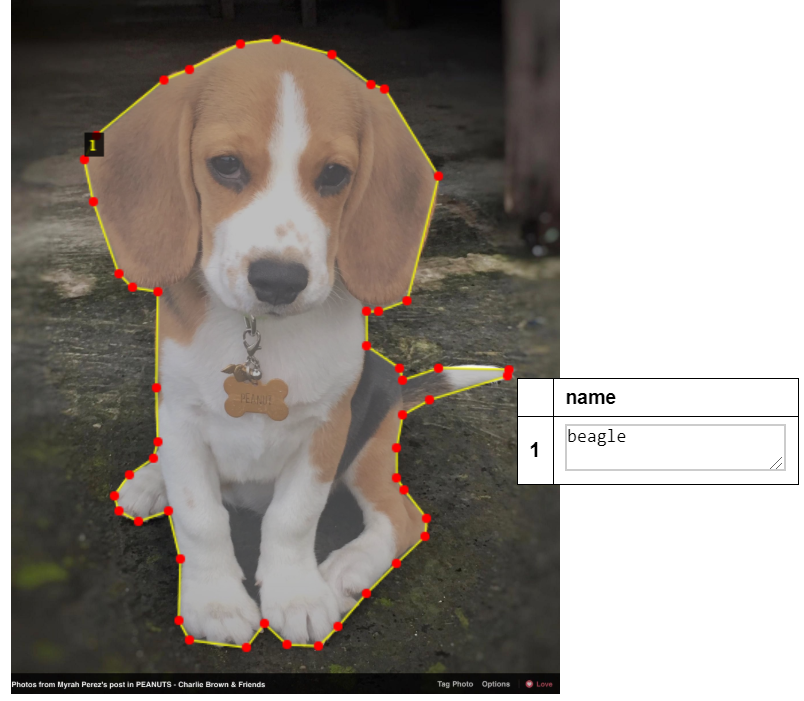 1
PEANUT
name
1
beagle
Photos from Myrah Perez's post in PEANUTS - Charlie Brown & Friends
Tag Photo Options Love